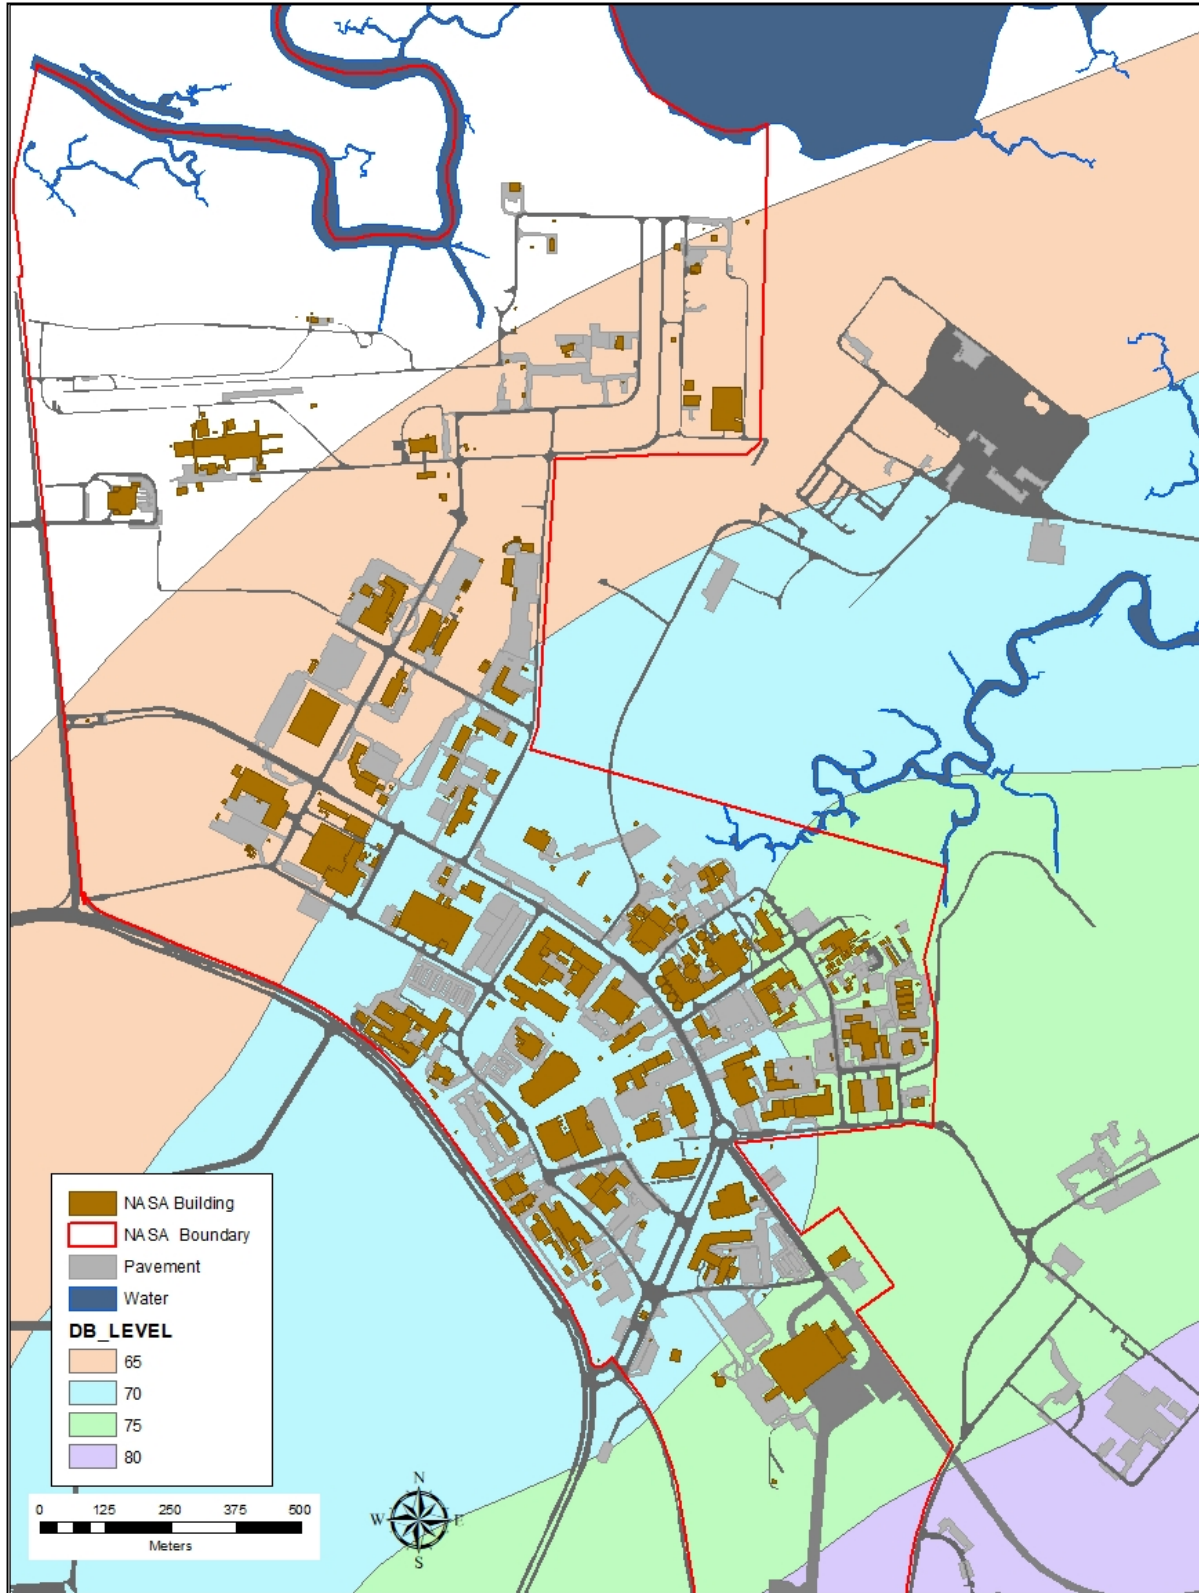 NASA Building
NASA Boundary
Pavement
Water
DB_LEVEL
65
70
75
80
0 125 250 375 500
Meters
N
W E
S